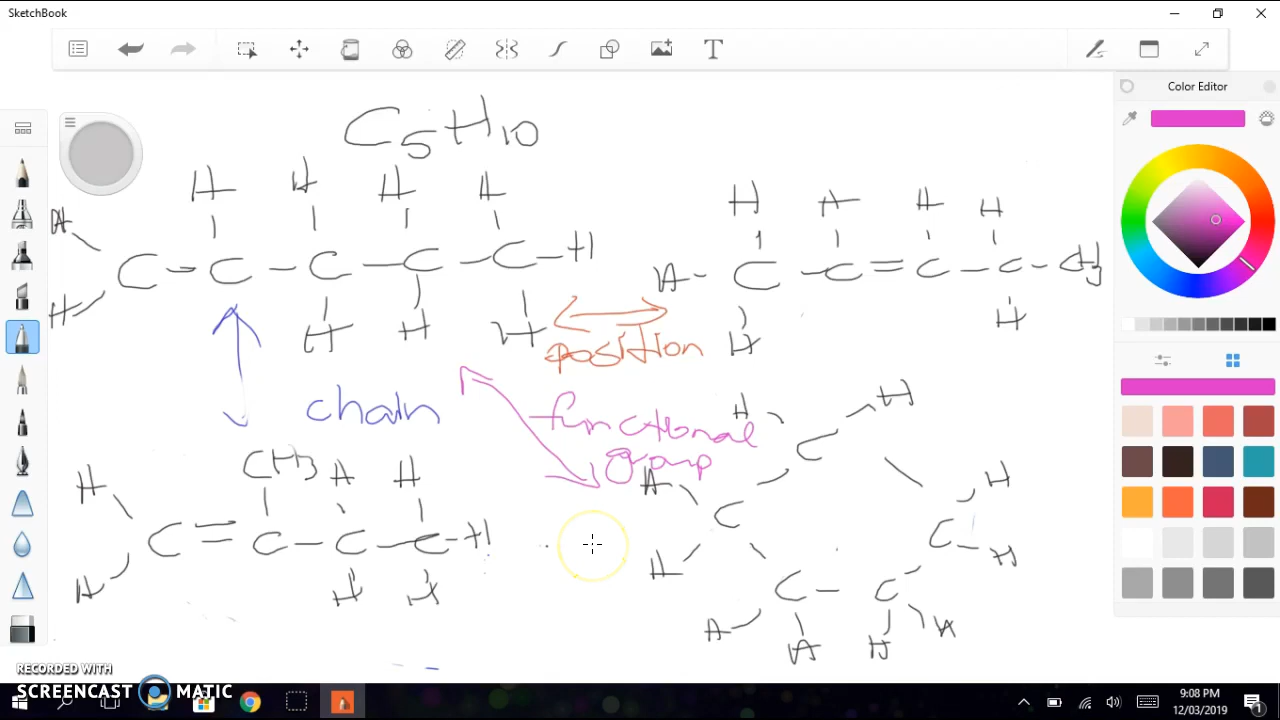 SketchBook
Color Editor
C5H10
H H H H H H H H
H C = C - C - C - C - H H - C - C = C - C - CH3
H H H H H H
position
chain
functional
group
CH3 H H H H
H C = C - C - C - H H C C H
H H H H C - C C H
H H H H
RECORDED WITH
SCREENCAST MATIC
9:08 PM
12/03/2019